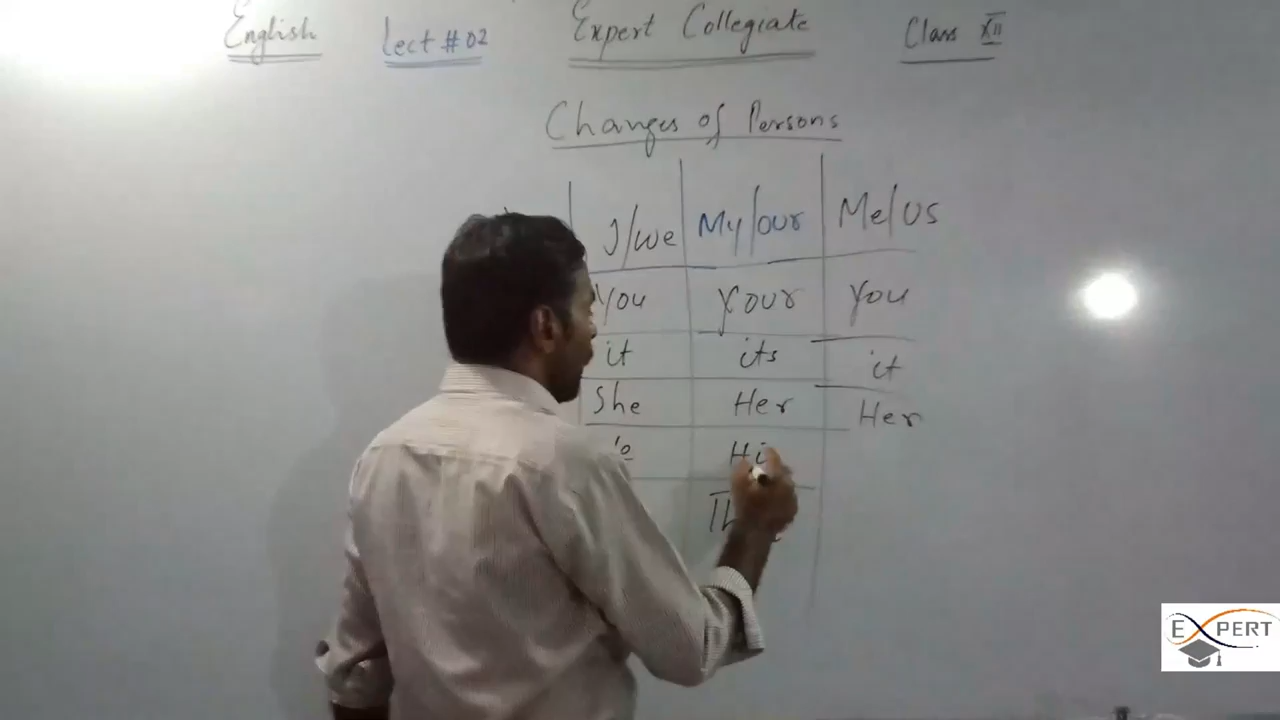 English Lect # 02 Expert Collegiate Class XII
Changes of Persons
I/we My/our Me/us
You Your You
it its it
She Her Her
Hi
EXPERT